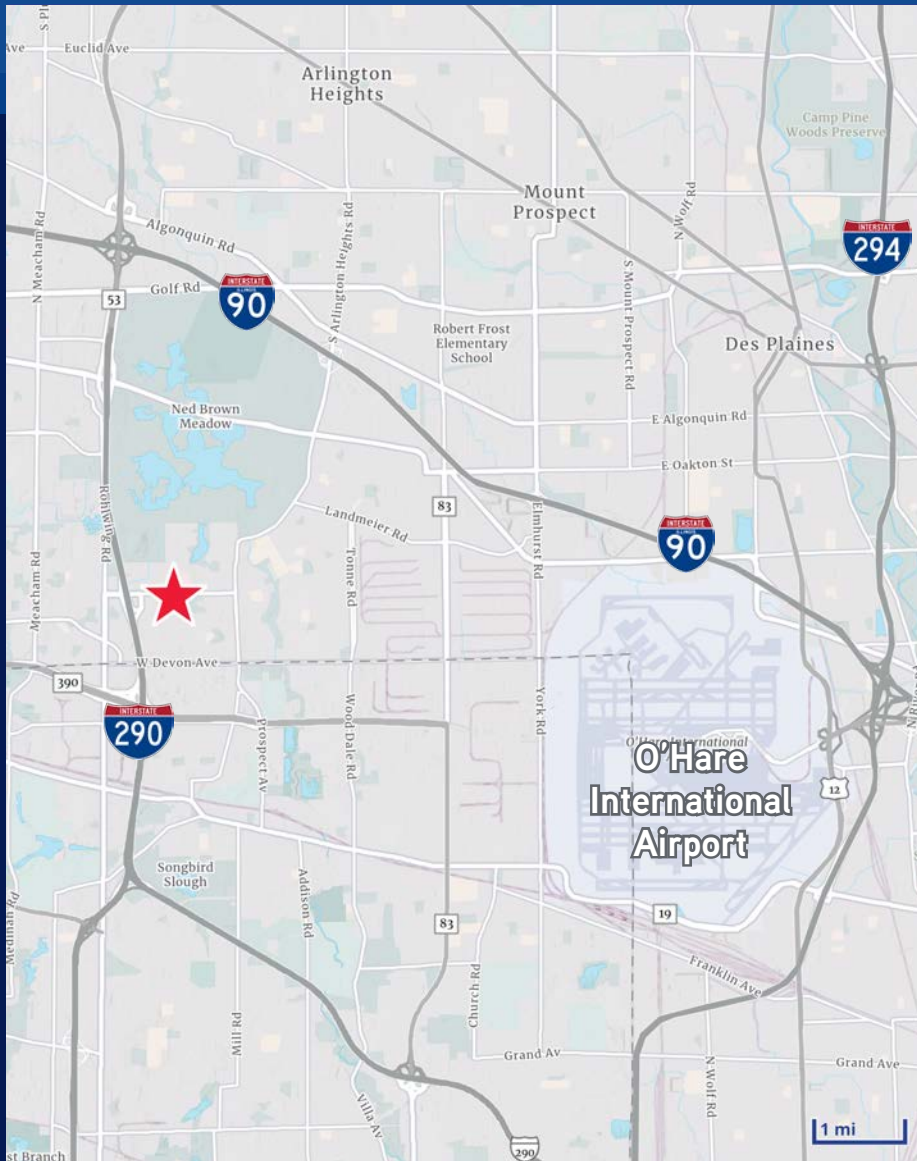 Euclid Ave
Arlington
Heights
Camp Pine
Woods Preserve
Mount
Prospect
N Wolf Rd
N Meacham Rd
Algonquin Rd
S Arlington Heights Rd
INTERSTATE
294
53
Golf Rd
INTERSTATE
ILLINOIS
90
S Mount Prospect Rd
Robert Frost
Elementary
School
Des Plaines
Ned Brown
Meadow
E Algonquin Rd
E Oakton St
Rohlwing Rd
83
Landmeier Rd
Elmhurst Rd
INTERSTATE
ILLINOIS
90
Meacham Rd
Tonne Rd
W Devon Ave
390
INTERSTATE
290
Prospect Av
Wood Dale Rd
York Rd
O'Hare International
O'Hare
International
Airport
12
Songbird
Slough
Addison Rd
Medinah Rd
83
19
Franklin Ave
Church Rd
Mill Rd
Grand Av
Grand Ave
N Wolf Rd
Villa Av
290
1 mi
st Branch